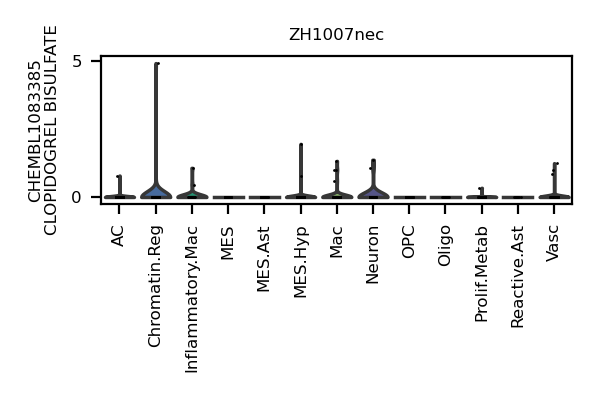 ZH1007nec
CHEMBL1083385
CLOPIDOGREL BISULFATE
5
0
AC
Chromatin.Reg
Inflammatory.Mac
MES
MES.Ast
MES.Hyp
Mac
Neuron
OPC
Oligo
Prolif.Metab
Reactive.Ast
Vasc